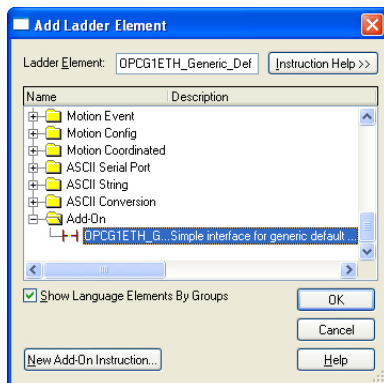 Add Ladder Element
Ladder Element: OPCG1ETH_Generic_Def Instruction Help >>
Name Description
Motion Event
Motion Config
Motion Coordinated
ASCII Serial Port
ASCII String
ASCII Conversion
Add-On
OPCG1ETH_G...Simple interface for generic default ...
Show Language Elements By Groups OK
Cancel
New Add-On Instruction... Help